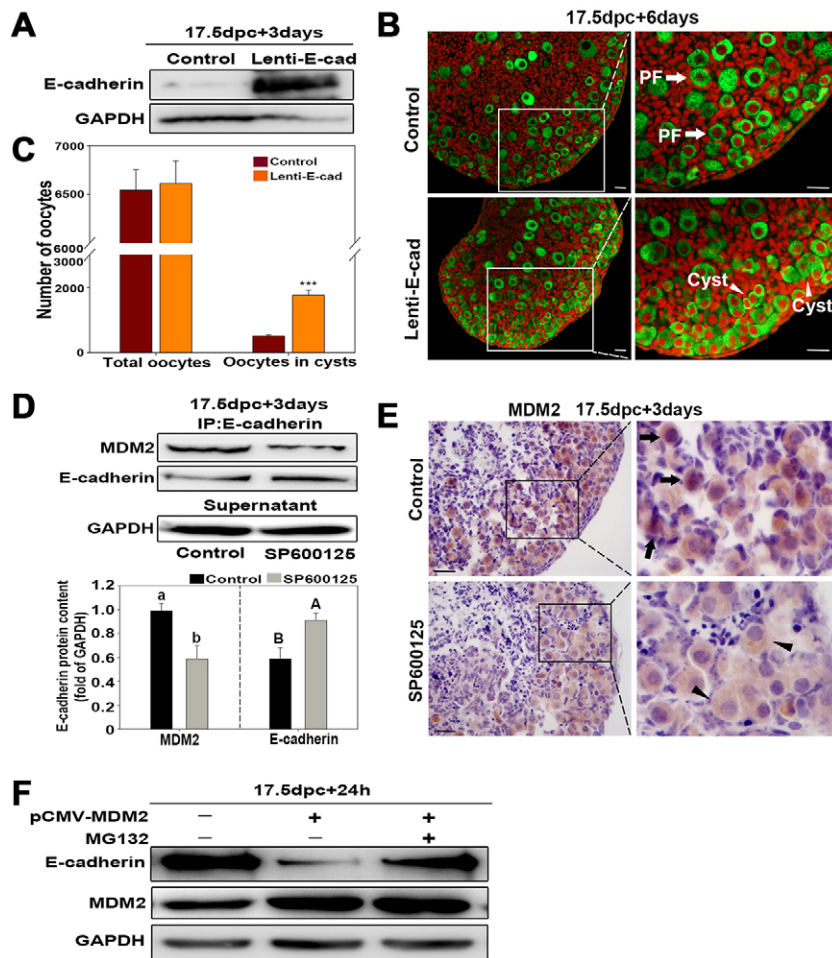 A
17.5dpc+3days
Control Lenti-E-cad
E-cadherin
GAPDH
B
17.5dpc+6days
Control
PF
PF
Lenti-E-cad
Cyst
Cyst
C
Number of oocytes
7000
6500
6000
3000
2000
0
Control
Lenti-E-cad
***
Total oocytes Oocytes in cysts
D
17.5dpc+3days
IP:E-cadherin
MDM2
E-cadherin
Supernatant
GAPDH
Control SP600125
E-cadherin protein content
(fold of GAPDH)
1.2
1.0
0.8
0.6
0.4
0.2
0
Control SP600125
a
b
B
A
MDM2 E-cadherin
E
MDM2 17.5dpc+3days
Control
SP600125
F
17.5dpc+24h
pCMV-MDM2 – + +
MG132 – – +
E-cadherin
MDM2
GAPDH